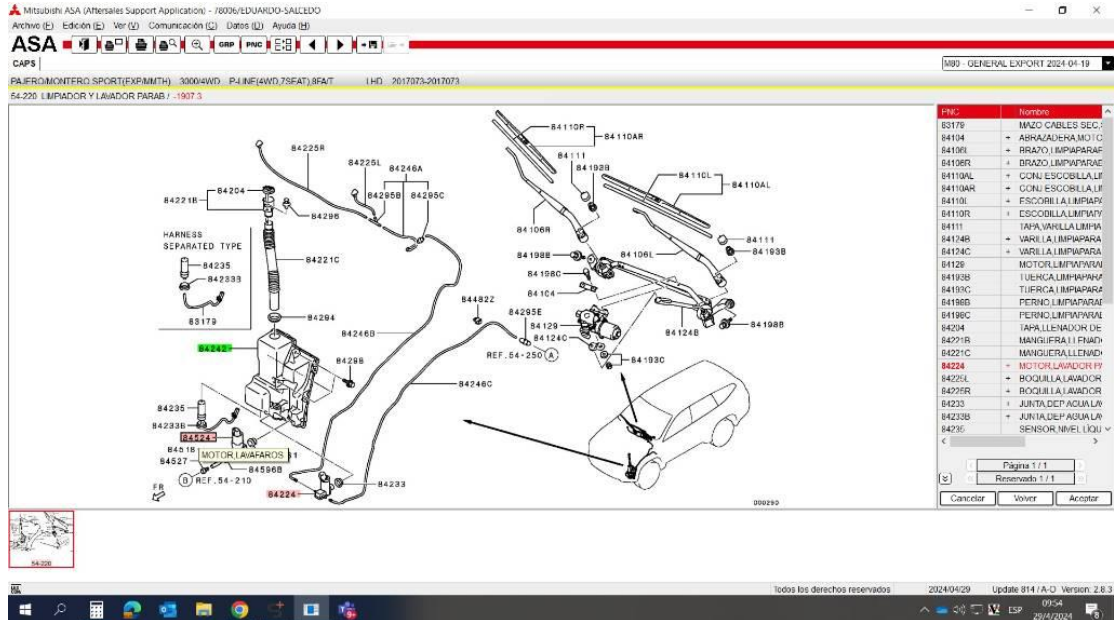 Mitsubishi ASA (Aftersales Support Application) - 78006/EDUARDO-SALCEDO
Archivo (F) Edición (E) Ver (V) Comunicación (C) Datos (D) Ayuda (H)
ASA GRP PNC
CAPS M80 - GENERAL EXPORT 2024-04-19
PAJERO/MONTERO SPORT(EXP/MMTH) 3000/4WD P-LINE(4WD,7SEAT),8FA/T LHD 2017073-2017073
54-220 LIMPIADOR Y LAVADOR PARAB / -1907.3
84225R
84225L
84246A
84295B
84295C
84204
84221B
84296
HARNESS
SEPARATED TYPE
84235
84233B
83179
84221C
84294
84242
84246B
84298
84482Z
84295E
REF.54-250 A
84246C
84235
84233B
84524
84518
MOTOR,LAVAFAROS
84527
84596B
B REF.54-210
84233
84224
FR
84110R
84110AR
84111
84193B
84110L
84110AL
84106R
84111
84193B
84198B
84106L
84198C
84104
84129
84124C
84124B
84198B
84193C
000290
PNC Nombre
83179 MAZO CABLES SEC,
84104 + ABRAZADERA,MOTO
84106L + BRAZO,LIMPIAPARAB
84106R + BRAZO,LIMPIAPARAB
84110AL + CONJ ESCOBILLA,LI
84110AR + CONJ ESCOBILLA,LI
84110L + ESCOBILLA,LIMPIAPA
84110R + ESCOBILLA,LIMPIAPA
84111 TAPA,VARILLA LIMPIA
84124B + VARILLA,LIMPIAPARA
84124C + VARILLA,LIMPIAPARA
84129 MOTOR,LIMPIAPARAI
84193B TUERCA,LIMPIAPARA
84193C TUERCA,LIMPIAPARA
84198B PERNO,LIMPIAPARAI
84198C PERNO,LIMPIAPARAI
84204 TAPA,LLENADOR DE
84221B MANGUERA,LLENAD
84221C MANGUERA,LLENAD
84224 + MOTOR,LAVADOR PA
84225L + BOQUILLA,LAVADOR
84225R + BOQUILLA,LAVADOR
84233 + JUNTA,DEP AGUA LA
84233B + JUNTA,DEP AGUA LA
84235 SENSOR,NIVEL LÍQU
Página 1 / 1
Reservado 1 / 1
Cancelar Volver Aceptar
54-220
Todos los derechos reservados 2024/04/29 Update 814 / A-D Version: 2.8.3
ESP 09:54
29/4/2024